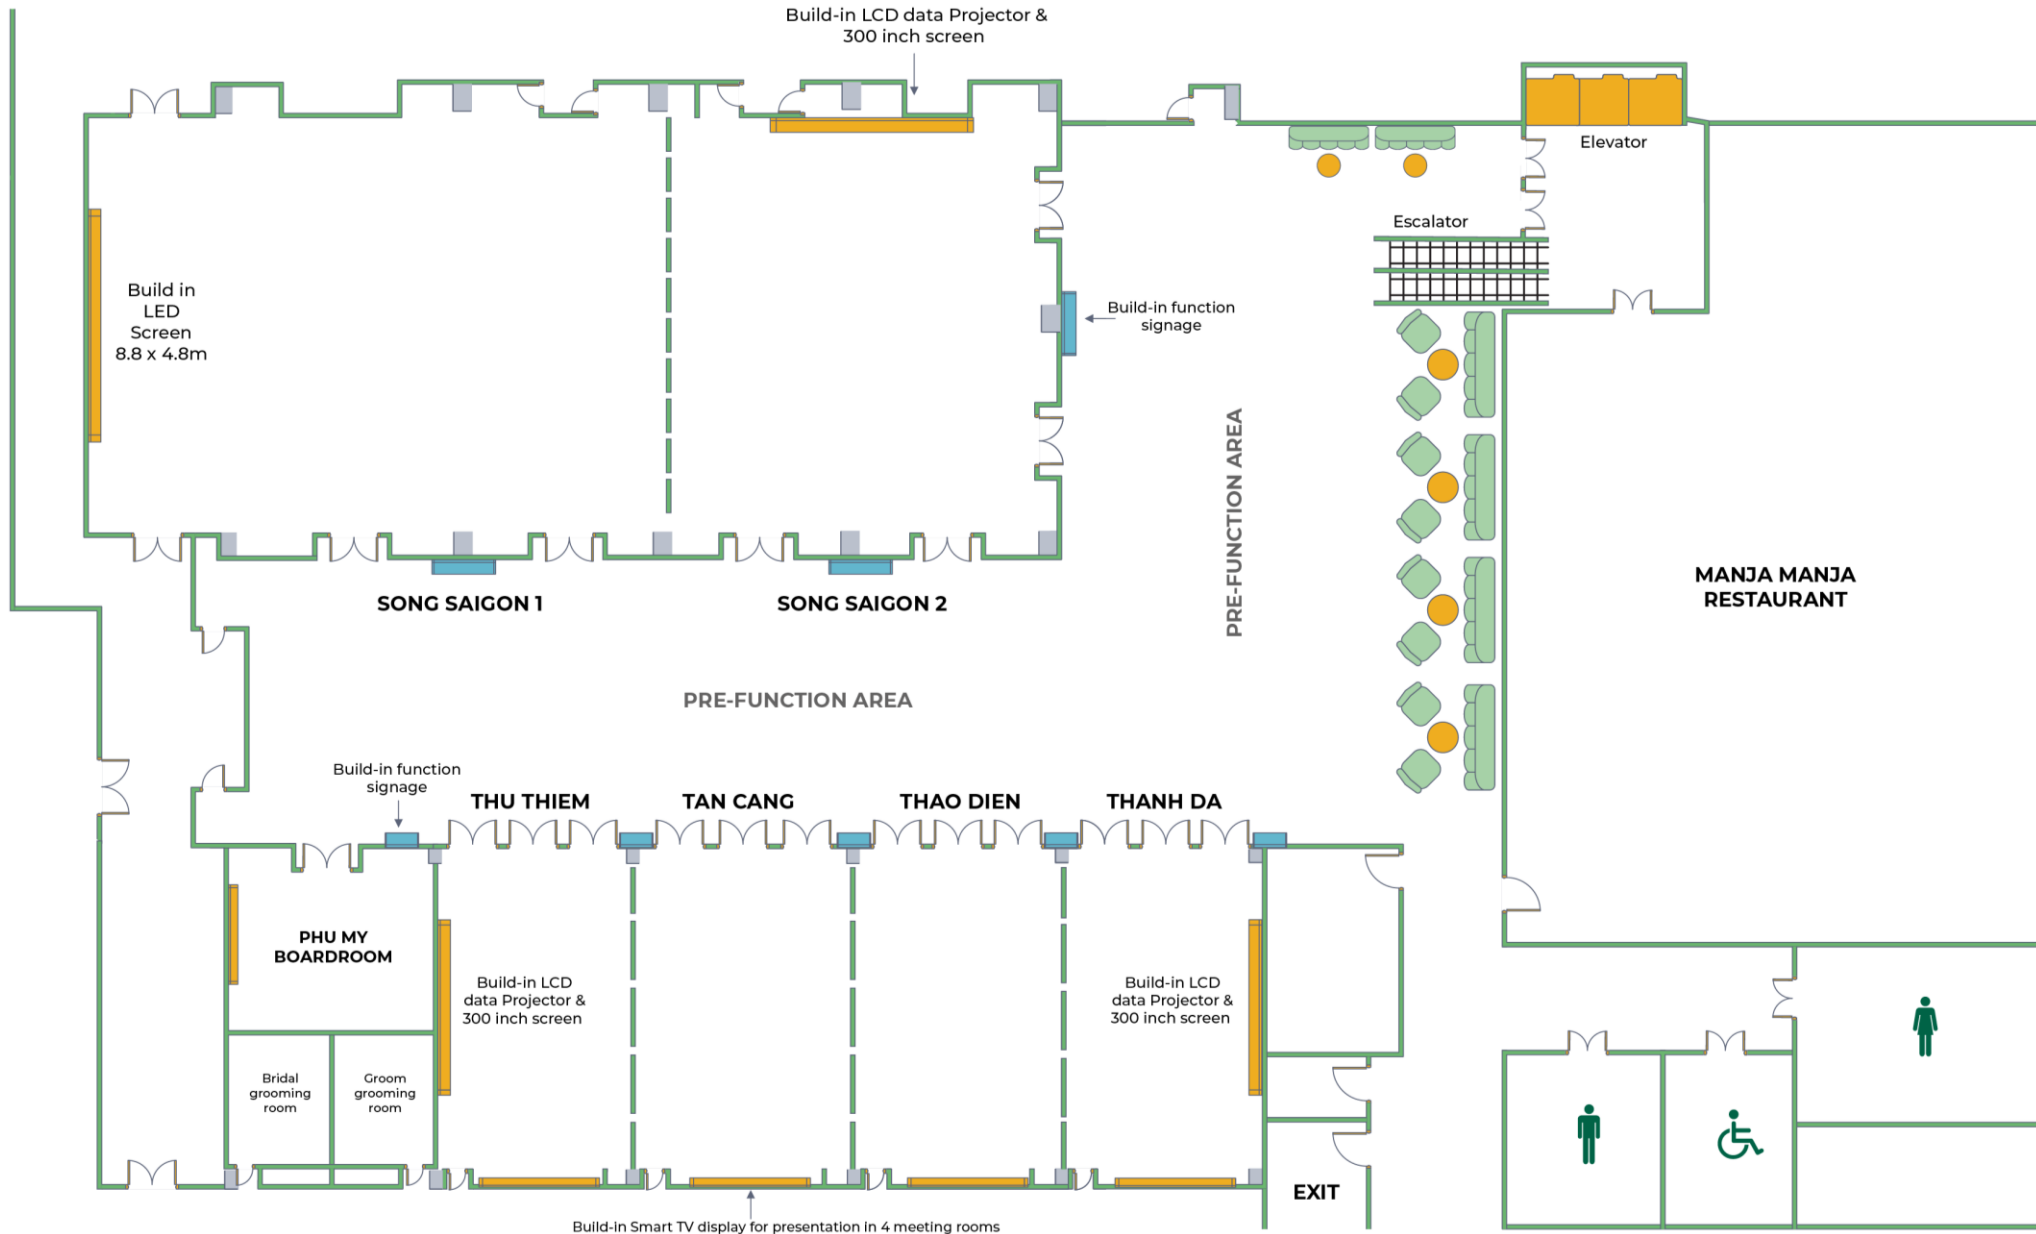 Build-in LCD data Projector &
300 inch screen
Elevator
Escalator
Build in
LED
Screen
8.8 x 4.8m
Build-in function
signage
PRE-FUNCTION AREA
MANJA MANJA
RESTAURANT
SONG SAIGON 1
SONG SAIGON 2
PRE-FUNCTION AREA
Build-in function
signage
THU THIEM
TAN CANG
THAO DIEN
THANH DA
PHU MY
BOARDROOM
Build-in LCD
data Projector &
300 inch screen
Build-in LCD
data Projector &
300 inch screen
Bridal
grooming
room
Groom
grooming
room
EXIT
Build-in Smart TV display for presentation in 4 meeting rooms